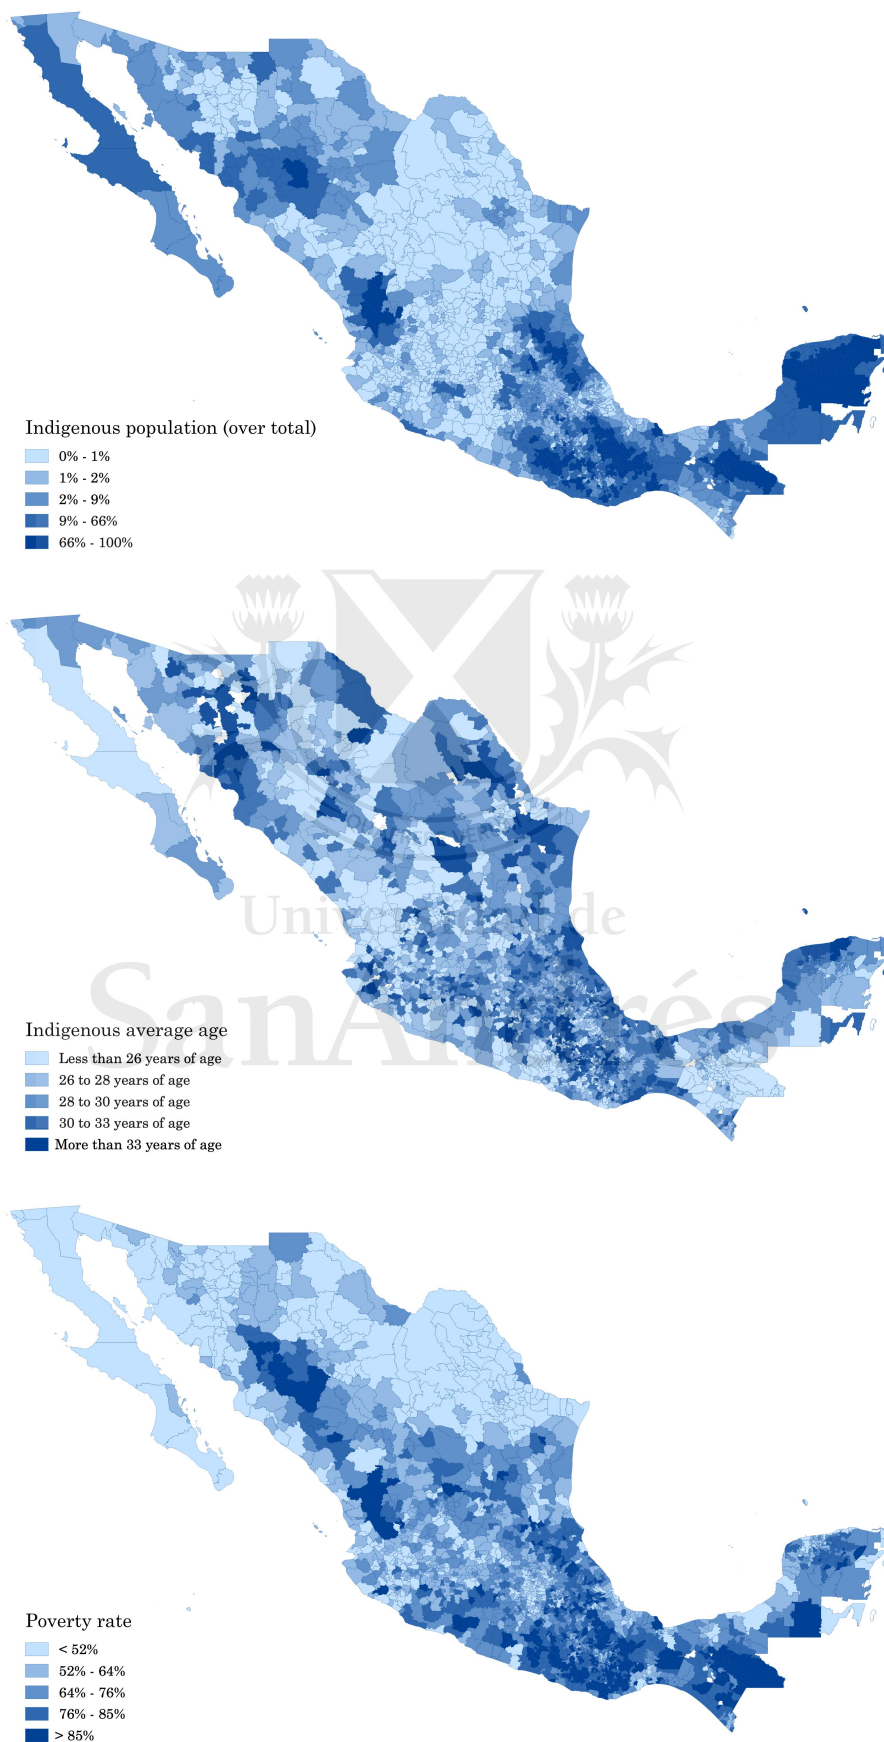 Indigenous population (over total)
0% - 1%
1% - 2%
2% - 9%
9% - 66%
66% - 100%
Universidad de
SanAndrés
Indigenous average age
Less than 26 years of age
26 to 28 years of age
28 to 30 years of age
30 to 33 years of age
More than 33 years of age
Poverty rate
< 52%
52% - 64%
64% - 76%
76% - 85%
> 85%